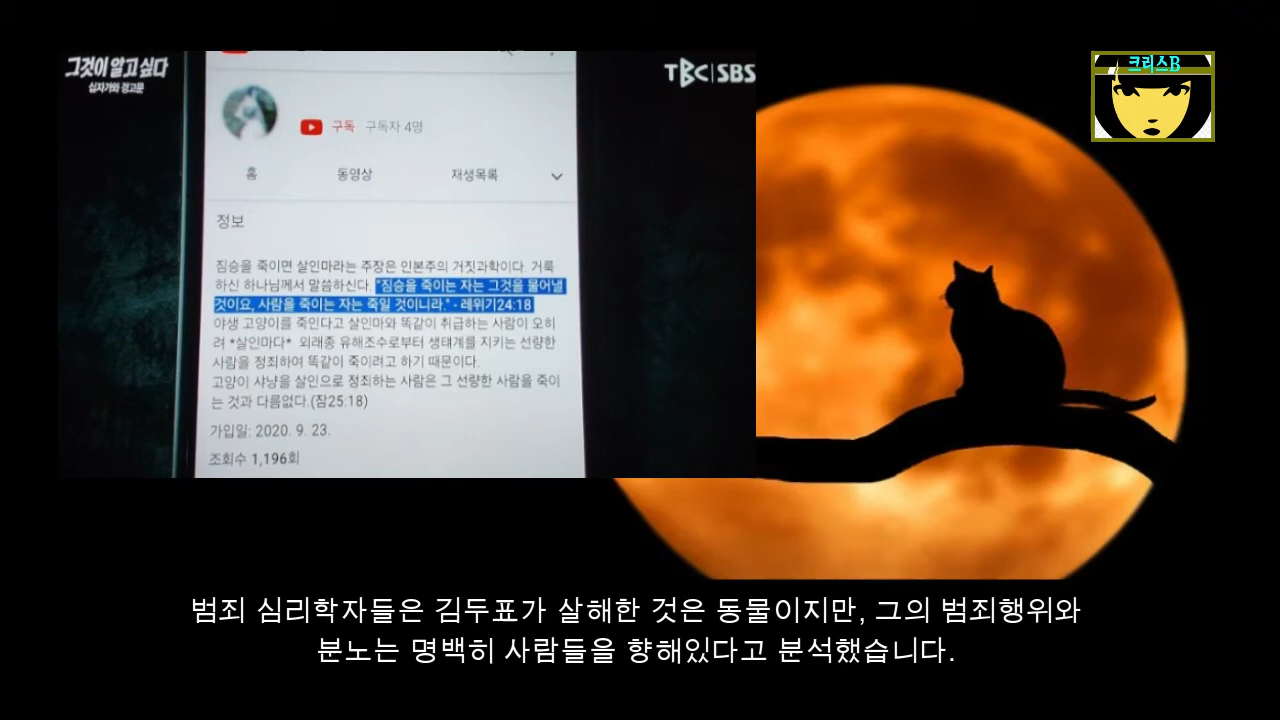 그것이 알고 싶다
십자가와 경고문
TBC SBS
크리스B
구독 구독자 4명
홈 동영상 재생목록
정보
짐승을 죽이면 살인마라는 주장은 인본주의 거짓과학이다. 거룩
하신 하나님께서 말씀하신다. "짐승을 죽이는 자는 그것을 물어낼
것이요, 사람을 죽이는 자는 죽일 것이니라." - 레위기24:18
야생 고양이를 죽인다고 살인마와 똑같이 취급하는 사람이 오히
려 *살인마다* 외래종 유해조수로부터 생턔계를 지키는 선량한
사람을 정죄하여 똑같이 죽이려고 하기 때문이다.
고양이 샤냥을 살인으로 정죄하는 사람은 그 선량한 사람을 죽이
는 것과 다름없다.(잠25:18)
가입일: 2020. 9. 23.
조회수 1,196회
범죄 심리학자들은 김두표가 살해한 것은 동물이지만, 그의 범죄행위와
분노는 명백히 사람들을 향해있다고 분석했습니다.